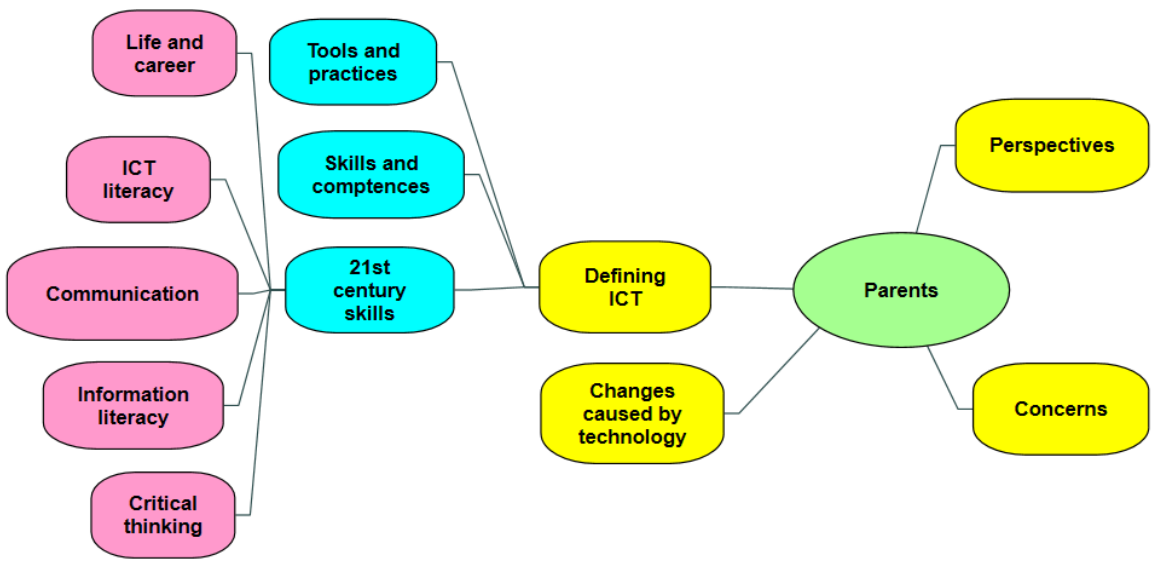 Life and
career
ICT
literacy
Communication
Information
literacy
Critical
thinking
Tools and
practices
Skills and
comptences
21st
century
skills
Defining
ICT
Changes
caused by
technology
Parents
Perspectives
Concerns